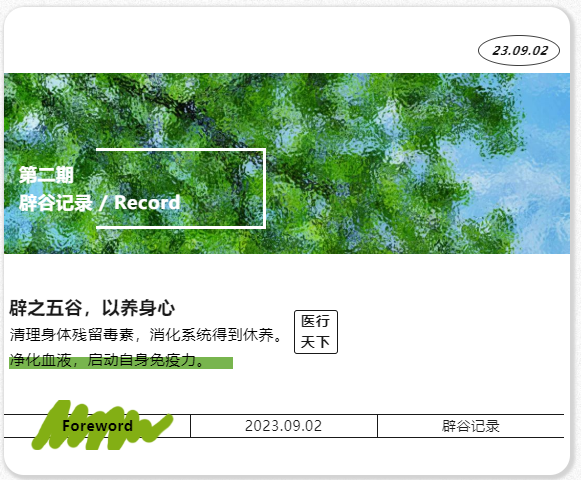 23.09.02
第二期
辟谷记录 / Record
辟之五谷，以养身心
清理身体残留毒素，消化系统得到休养。
净化血液，启动自身免疫力。
医行
天下
Foreword
2023.09.02
辟谷记录